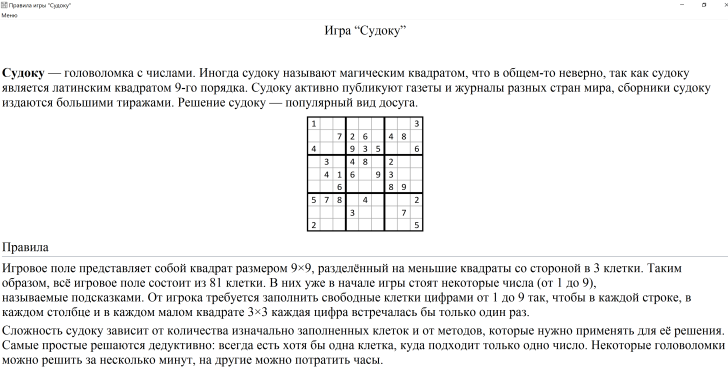 Правила игры "Судоку"
Меню
Игра “Судоку”
Судоку — головоломка с числами. Иногда судоку называют магическим квадратом, что в общем-то неверно, так как судоку
является латинским квадратом 9-го порядка. Судоку активно публикуют газеты и журналы разных стран мира, сборники судоку
издаются большими тиражами. Решение судоку — популярный вид досуга.
1 3
7 2 6 4 8
4 9 3 5 6
3 4 8 2
4 1 6 9 3
6 8 9
5 7 8 4 2
3 7
2 5
Правила
Игровое поле представляет собой квадрат размером 9×9, разделённый на меньшие квадраты со стороной в 3 клетки. Таким
образом, всё игровое поле состоит из 81 клетки. В них уже в начале игры стоят некоторые числа (от 1 до 9),
называемые подсказками. От игрока требуется заполнить свободные клетки цифрами от 1 до 9 так, чтобы в каждой строке, в
каждом столбце и в каждом малом квадрате 3×3 каждая цифра встречалась бы только один раз.
Сложность судоку зависит от количества изначально заполненных клеток и от методов, которые нужно применять для её решения.
Самые простые решаются дедуктивно: всегда есть хотя бы одна клетка, куда подходит только одно число. Некоторые головоломки
можно решить за несколько минут, на другие можно потратить часы.